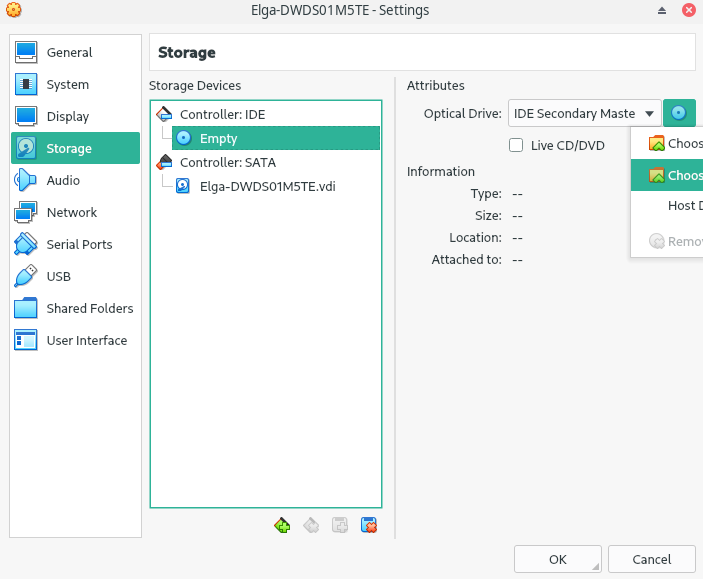 Elga-DWDS01M5TE - Settings
General
System
Display
Storage
Audio
Network
Serial Ports
USB
Shared Folders
User Interface
Storage
Storage Devices
Controller: IDE
Empty
Controller: SATA
Elga-DWDS01M5TE.vdi
Attributes
Optical Drive: IDE Secondary Maste
Live CD/DVD
Information
Type: --
Size: --
Location: --
Attached to: --
Choos
Choos
Host D
Remov
OK
Cancel